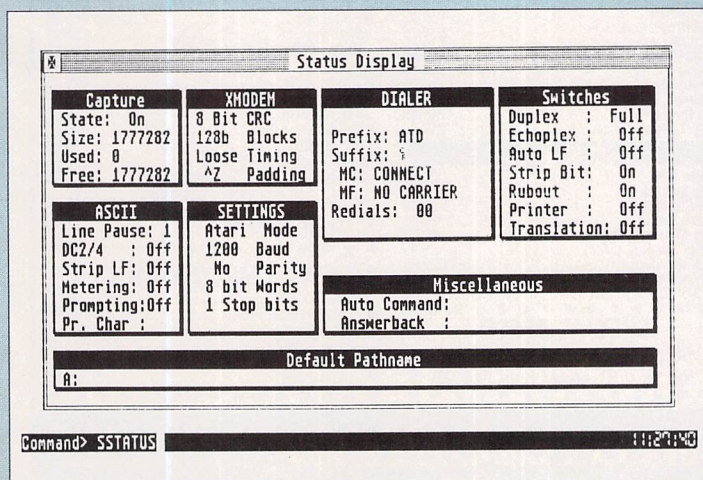 Status Display
Capture
State: On
Size: 1777282
Used: 0
Free: 1777282
XMODEM
8 Bit CRC
128b Blocks
Loose Timing
^Z Padding
DIALER
Prefix: ATD
Suffix: ␍
MC: CONNECT
MF: NO CARRIER
Redials: 00
Switches
Duplex : Full
Echoplex : Off
Auto LF : Off
Strip Bit: On
Rubout : On
Printer : Off
Translation: Off
ASCII
Line Pause: 1
DC2/4 : Off
Strip LF: Off
Metering: Off
Prompting:Off
Pr. Char :
SETTINGS
Atari Mode
1200 Baud
No Parity
8 bit Words
1 Stop bits
Miscellaneous
Auto Command:
Answerback :
Default Pathname
A:
Command> SSTATUS
11:27:40